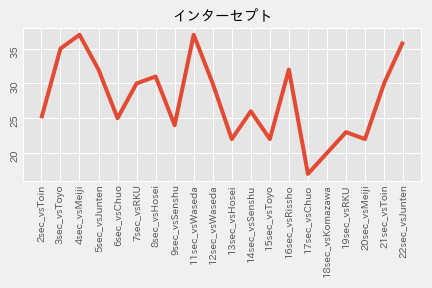 インターセプト
35
30
25
20
2sec_vsToin
3sec_vsToyo
4sec_vsMeiji
5sec_vsJunten
6sec_vsChuo
7sec_vsRKU
8sec_vsHosei
9sec_vsSenshu
11sec_vsWaseda
12sec_vsWaseda
13sec_vsHosei
14sec_vsSenshu
15sec_vsToyo
16sec_vsRissho
17sec_vsChuo
18sec_vsKomazawa
19sec_vsRKU
20sec_vsMeiji
21sec_vsToin
22sec_vsJunten